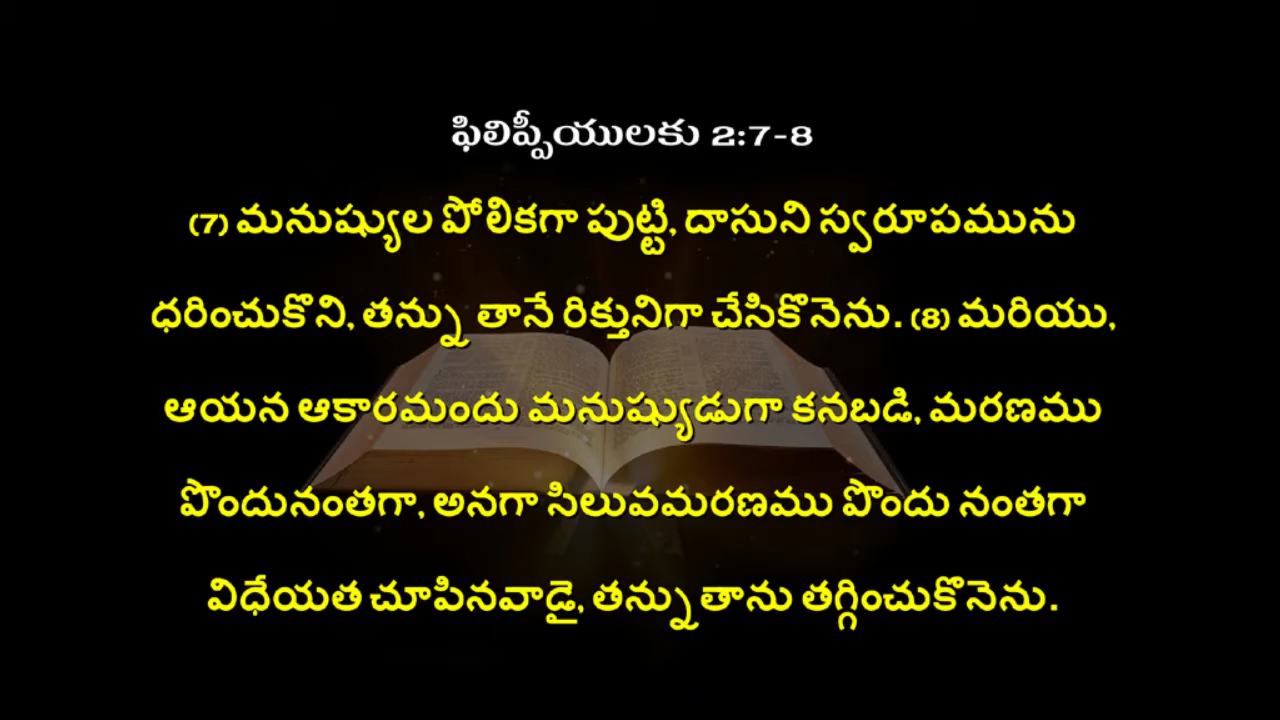 ఫిలిప్పీయులకు 2:7-8
(7) మనుష్యుల పోలికగా పుట్టి, దాసుని స్వరూపమును
ధరించుకొని, తన్ను తానే రిక్తునిగా చేసికొనెను. (8) మరియు,
ఆయన ఆకారమందు మనుష్యుడుగా కనబడి, మరణము
పొందునంతగా, అనగా సిలువమరణము పొందు నంతగా
విధేయత చూపినవాడై, తన్ను తాను తగ్గించుకొనెను.